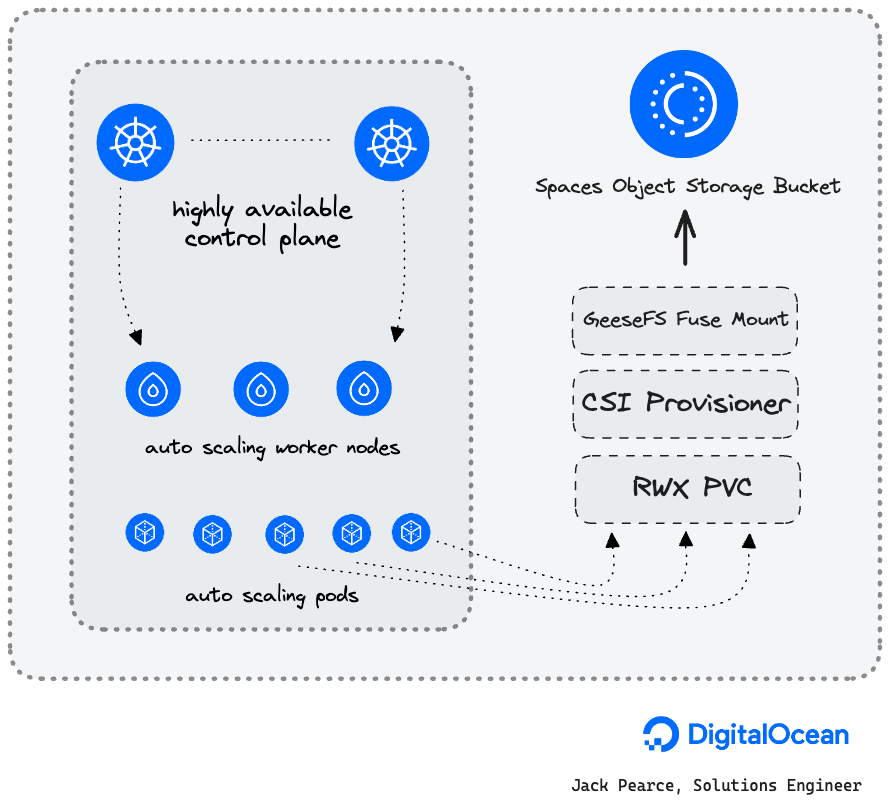 Spaces Object Storage Bucket
highly available
control plane
GeeseFS Fuse Mount
CSI Provisioner
auto scaling worker nodes
RWX PVC
auto scaling pods
DigitalOcean
Jack Pearce, Solutions Engineer